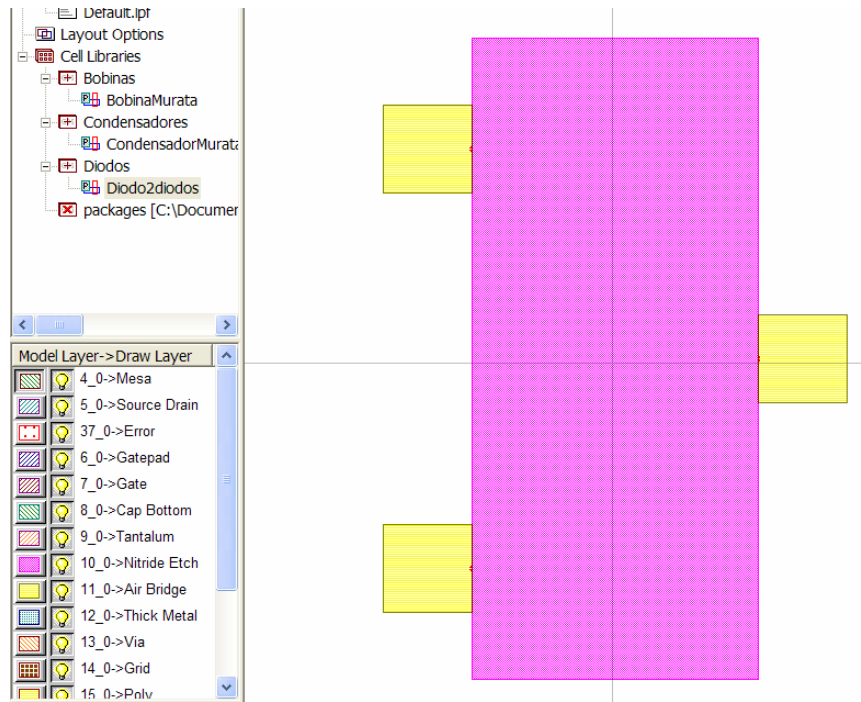 Default.lpf
Layout Options
Cell Libraries
Bobinas
BobinaMurata
Condensadores
CondensadorMurata
Diodos
Diodo2diodos
packages [C:\Documen
Model Layer->Draw Layer
4_0->Mesa
5_0->Source Drain
37_0->Error
6_0->Gatepad
7_0->Gate
8_0->Cap Bottom
9_0->Tantalum
10_0->Nitride Etch
11_0->Air Bridge
12_0->Thick Metal
13_0->Via
14_0->Grid
15_0->Poly